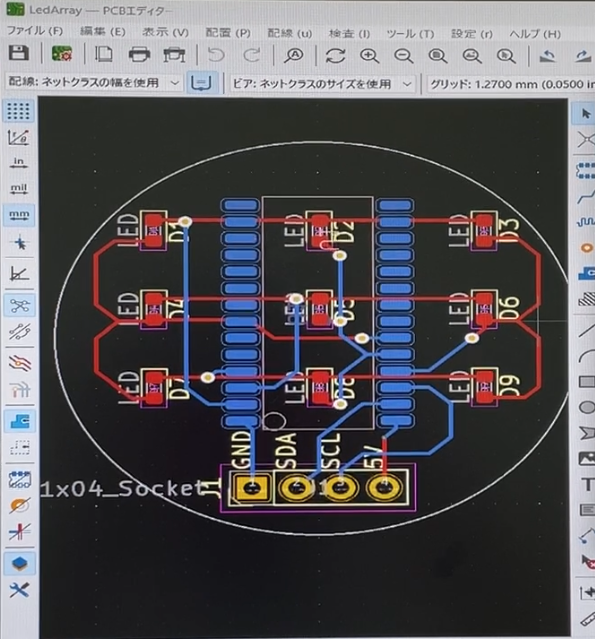 LedArray — PCBエディター
ファイル (F) 編集 (E) 表示 (V) 配置 (P) 配線 (u) 検査 (I) ツール (T) 設定 (r) ヘルプ (H)
配線: ネットクラスの幅を使用 ビア: ネットクラスのサイズを使用 グリッド: 1.2700 mm (0.0500 in
in
mil
mm
LED D1 LED D2 LED D3
LED D4 LED D5 LED D6
LED D7 LED D8 LED D9
GND SDA SCL 5V
1x04_Socket J1 J1